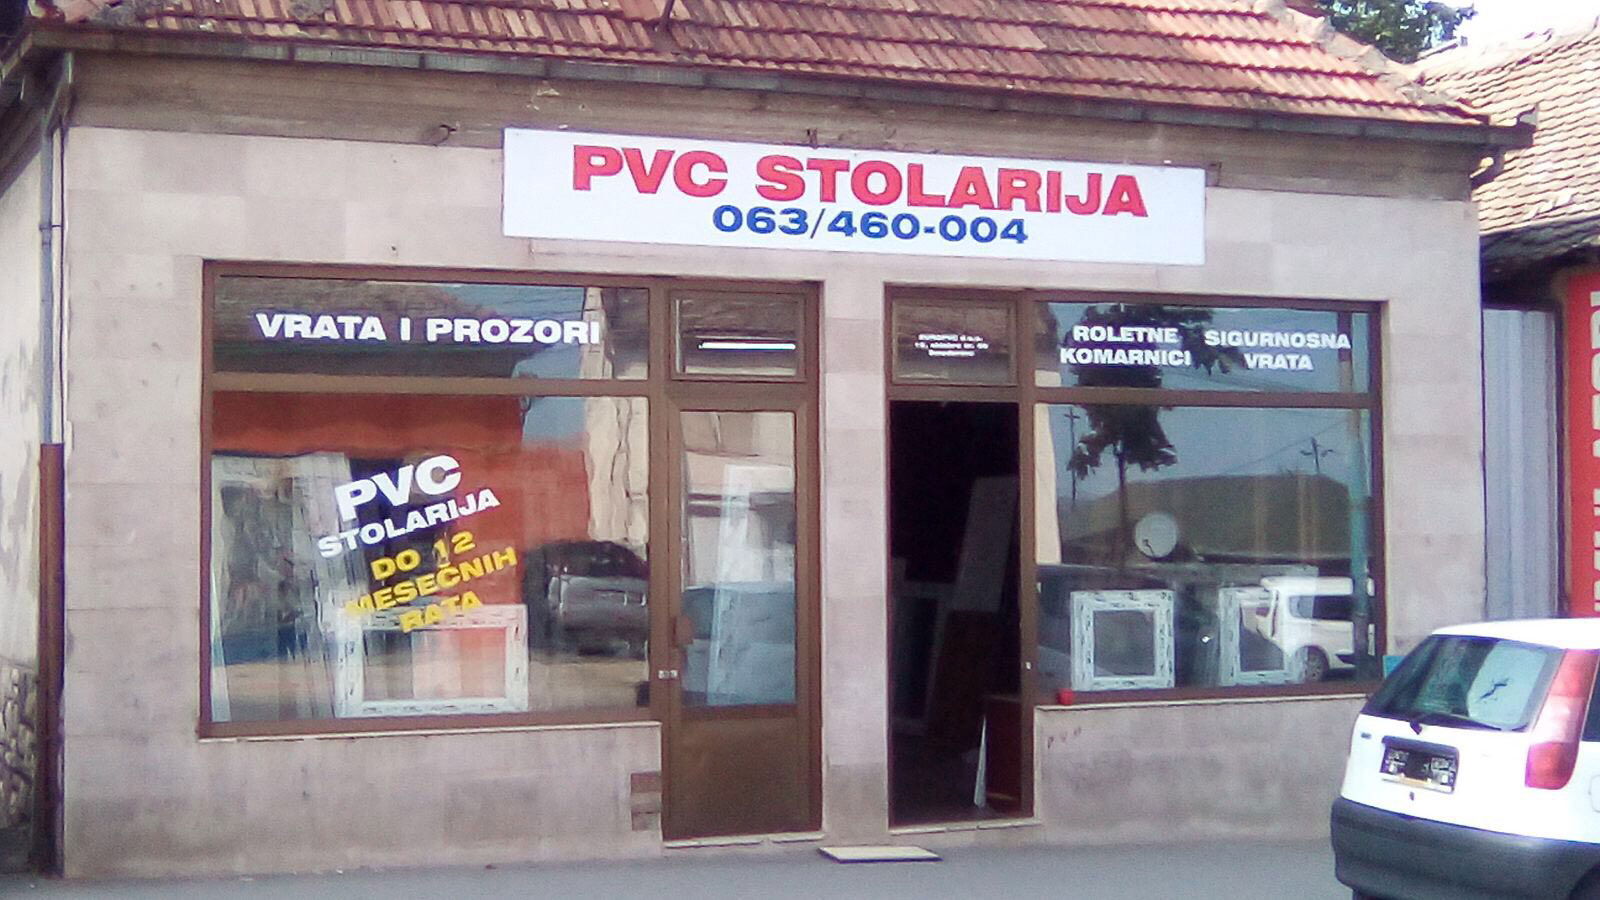 PVC STOLARIJA
063/460-004
VRATA I PROZORI
ROLETNE
KOMARNICI
SIGURNOSNA
VRATA
PVC
STOLARIJA
DO 12
MESEČNIH
RATA